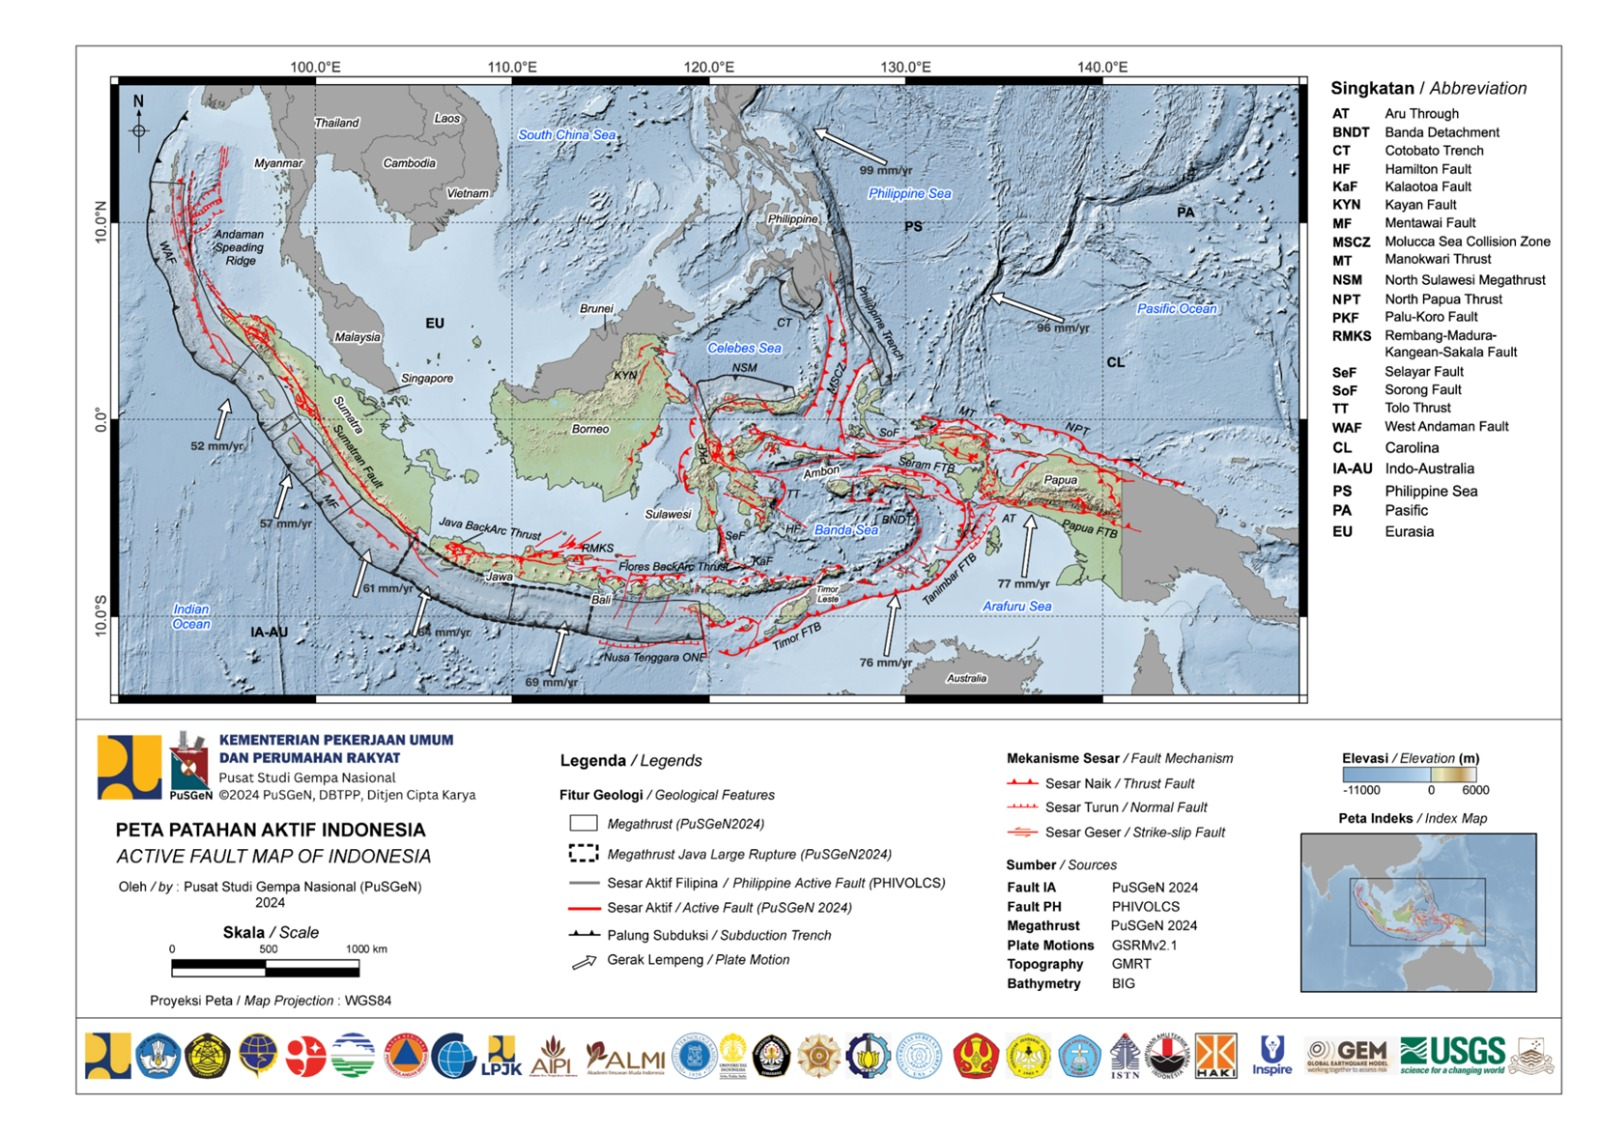 100.0°E 110.0°E 120.0°E 130.0°E 140.0°E
10.0°N
0.0°
10.0°S
N
Thailand
Laos
Myanmar
Cambodia
Vietnam
South China Sea
99 mm/yr
Philippine Sea
PS
PA
Philippine
Andaman
Speading
Ridge
WAF
EU
Brunei
Malaysia
Singapore
CT
Philippine Trench
96 mm/yr
Pasific Ocean
CL
Celebes Sea
NSM
MSCZ
KYN
Borneo
Sumatra
Sumatran Fault
52 mm/yr
57 mm/yr
MF
61 mm/yr
64 mm/yr
69 mm/yr
PKF
SoF
MT
NPT
Seram FTB
Ambon
TT
HF
BNDT
Banda Sea
Papua
Papua FTB
AT
Sulawesi
SeF
KaF
Java BackArc Thrust
RMKS
Flores BackArc Thrust
Jawa
Bali
Timor
Leste
Tanimbar FTB
Timor FTB
77 mm/yr
76 mm/yr
Arafuru Sea
Indian
Ocean
IA-AU
Nusa Tenggara ONF
Australia
Singkatan / Abbreviation
AT Aru Through
BNDT Banda Detachment
CT Cotobato Trench
HF Hamilton Fault
KaF Kalaotoa Fault
KYN Kayan Fault
MF Mentawai Fault
MSCZ Molucca Sea Collision Zone
MT Manokwari Thrust
NSM North Sulawesi Megathrust
NPT North Papua Thrust
PKF Palu-Koro Fault
RMKS Rembang-Madura-
Kangean-Sakala Fault
SeF Selayar Fault
SoF Sorong Fault
TT Tolo Thrust
WAF West Andaman Fault
CL Carolina
IA-AU Indo-Australia
PS Philippine Sea
PA Pasific
EU Eurasia
KEMENTERIAN PEKERJAAN UMUM
DAN PERUMAHAN RAKYAT
Pusat Studi Gempa Nasional
PuSGeN ©2024 PuSGeN, DBTPP, Ditjen Cipta Karya
PETA PATAHAN AKTIF INDONESIA
ACTIVE FAULT MAP OF INDONESIA
Oleh / by : Pusat Studi Gempa Nasional (PuSGeN)
2024
Skala / Scale
0 500 1000 km
Proyeksi Peta / Map Projection : WGS84
Legenda / Legends
Fitur Geologi / Geological Features
Megathrust (PuSGeN2024)
Megathrust Java Large Rupture (PuSGeN2024)
Sesar Aktif Filipina / Philippine Active Fault (PHIVOLCS)
Sesar Aktif / Active Fault (PuSGeN 2024)
Palung Subduksi / Subduction Trench
Gerak Lempeng / Plate Motion
Mekanisme Sesar / Fault Mechanism
Sesar Naik / Thrust Fault
Sesar Turun / Normal Fault
Sesar Geser / Strike-slip Fault
Sumber / Sources
Fault IA PuSGeN 2024
Fault PH PHIVOLCS
Megathrust PuSGeN 2024
Plate Motions GSRMv2.1
Topography GMRT
Bathymetry BIG
Elevasi / Elevation (m)
-11000 0 6000
Peta Indeks / Index Map
LPJK
AIPI
ALMI
ISTN
HAKI
Inspire
GEM
GLOBAL EARTHQUAKE MODEL
working together to assess risk
USGS
science for a changing world